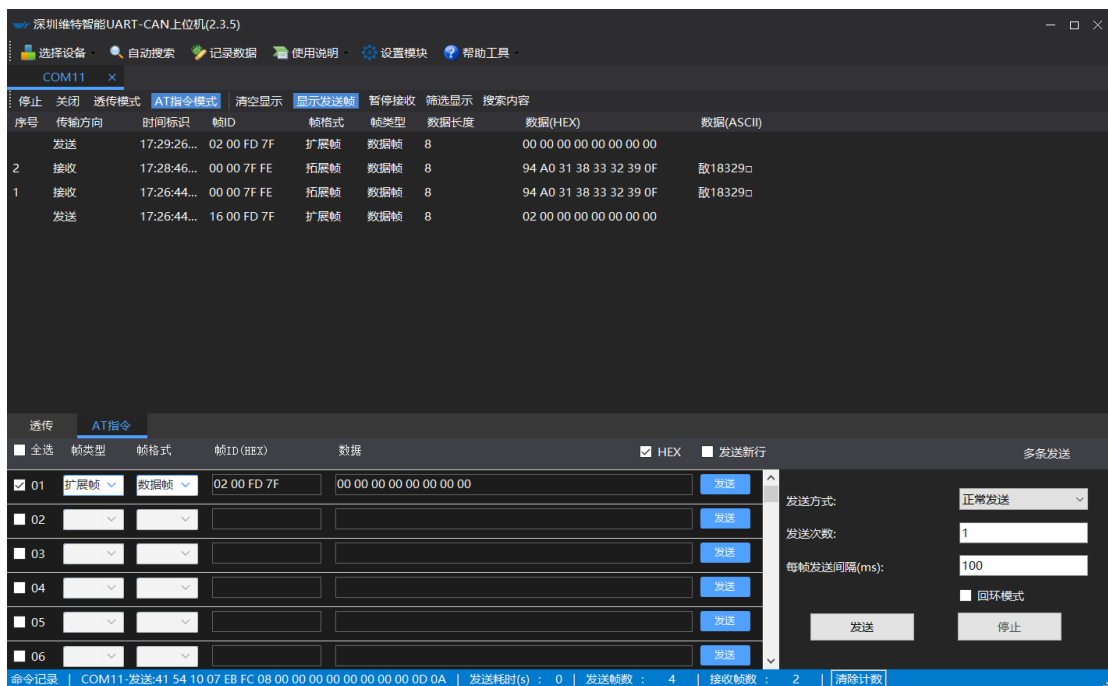 深圳维特智能UART-CAN上位机(2.3.5)
选择设备 自动搜索 记录数据 使用说明 设置模块 帮助工具
COM11 ×
停止 关闭 透传模式 AT指令模式 清空显示 显示发送帧 暂停接收 筛选显示 搜索内容
序号 传输方向 时间标识 帧ID 帧格式 帧类型 数据长度 数据(HEX) 数据(ASCII)
发送 17:29:26... 02 00 FD 7F 扩展帧 数据帧 8 00 00 00 00 00 00 00 00
2 接收 17:28:46... 00 00 7F FE 拓展帧 数据帧 8 94 A0 31 38 33 32 39 0F 敔18329□
1 接收 17:26:44... 00 00 7F FE 拓展帧 数据帧 8 94 A0 31 38 33 32 39 0F 敔18329□
发送 17:26:44... 16 00 FD 7F 扩展帧 数据帧 8 02 00 00 00 00 00 00 00
透传 AT指令
全选 帧类型 帧格式 帧ID(HEX) 数据 HEX 发送新行 多条发送
01 扩展帧 数据帧 02 00 FD 7F 00 00 00 00 00 00 00 00 发送
02 发送
03 发送
04 发送
05 发送
06 发送
发送方式: 正常发送
发送次数: 1
每帧发送间隔(ms): 100
回环模式
发送 停止
命令记录 | COM11-发送:41 54 10 07 EB FC 08 00 00 00 00 00 00 00 00 0D 0A | 发送耗时(s) : 0 | 发送帧数 : 4 | 接收帧数 : 2 | 清除计数